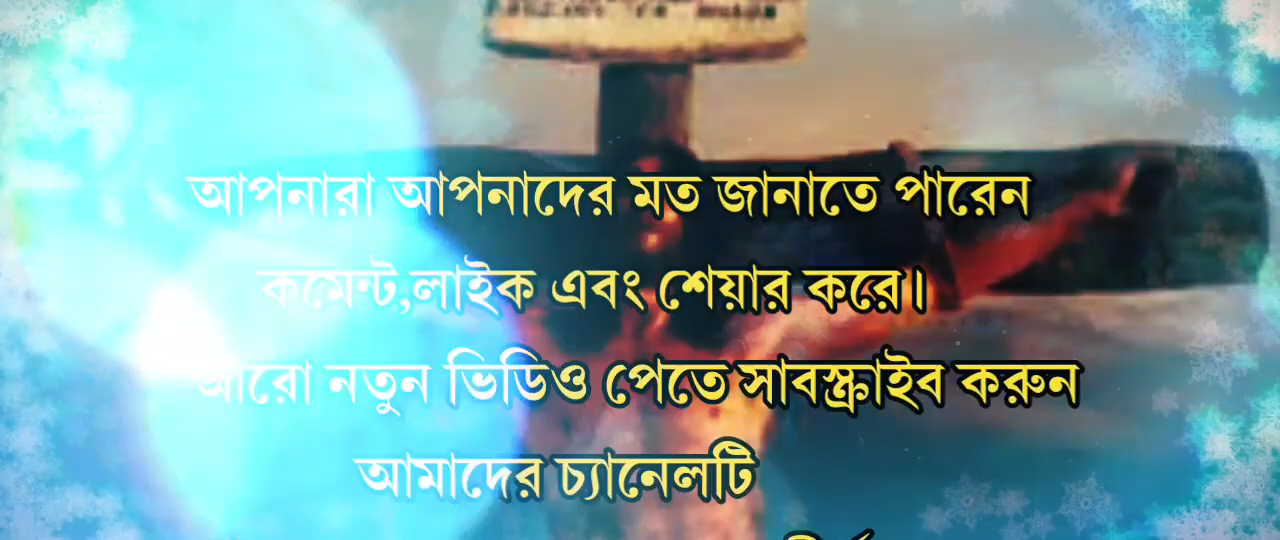 আপনারা আপনাদের মত জানাতে পারেন
কমেন্ট,লাইক এবং শেয়ার করে।
আরো নতুন ভিডিও পেতে সাবস্ক্রাইব করুন
আমাদের চ্যানেলটি